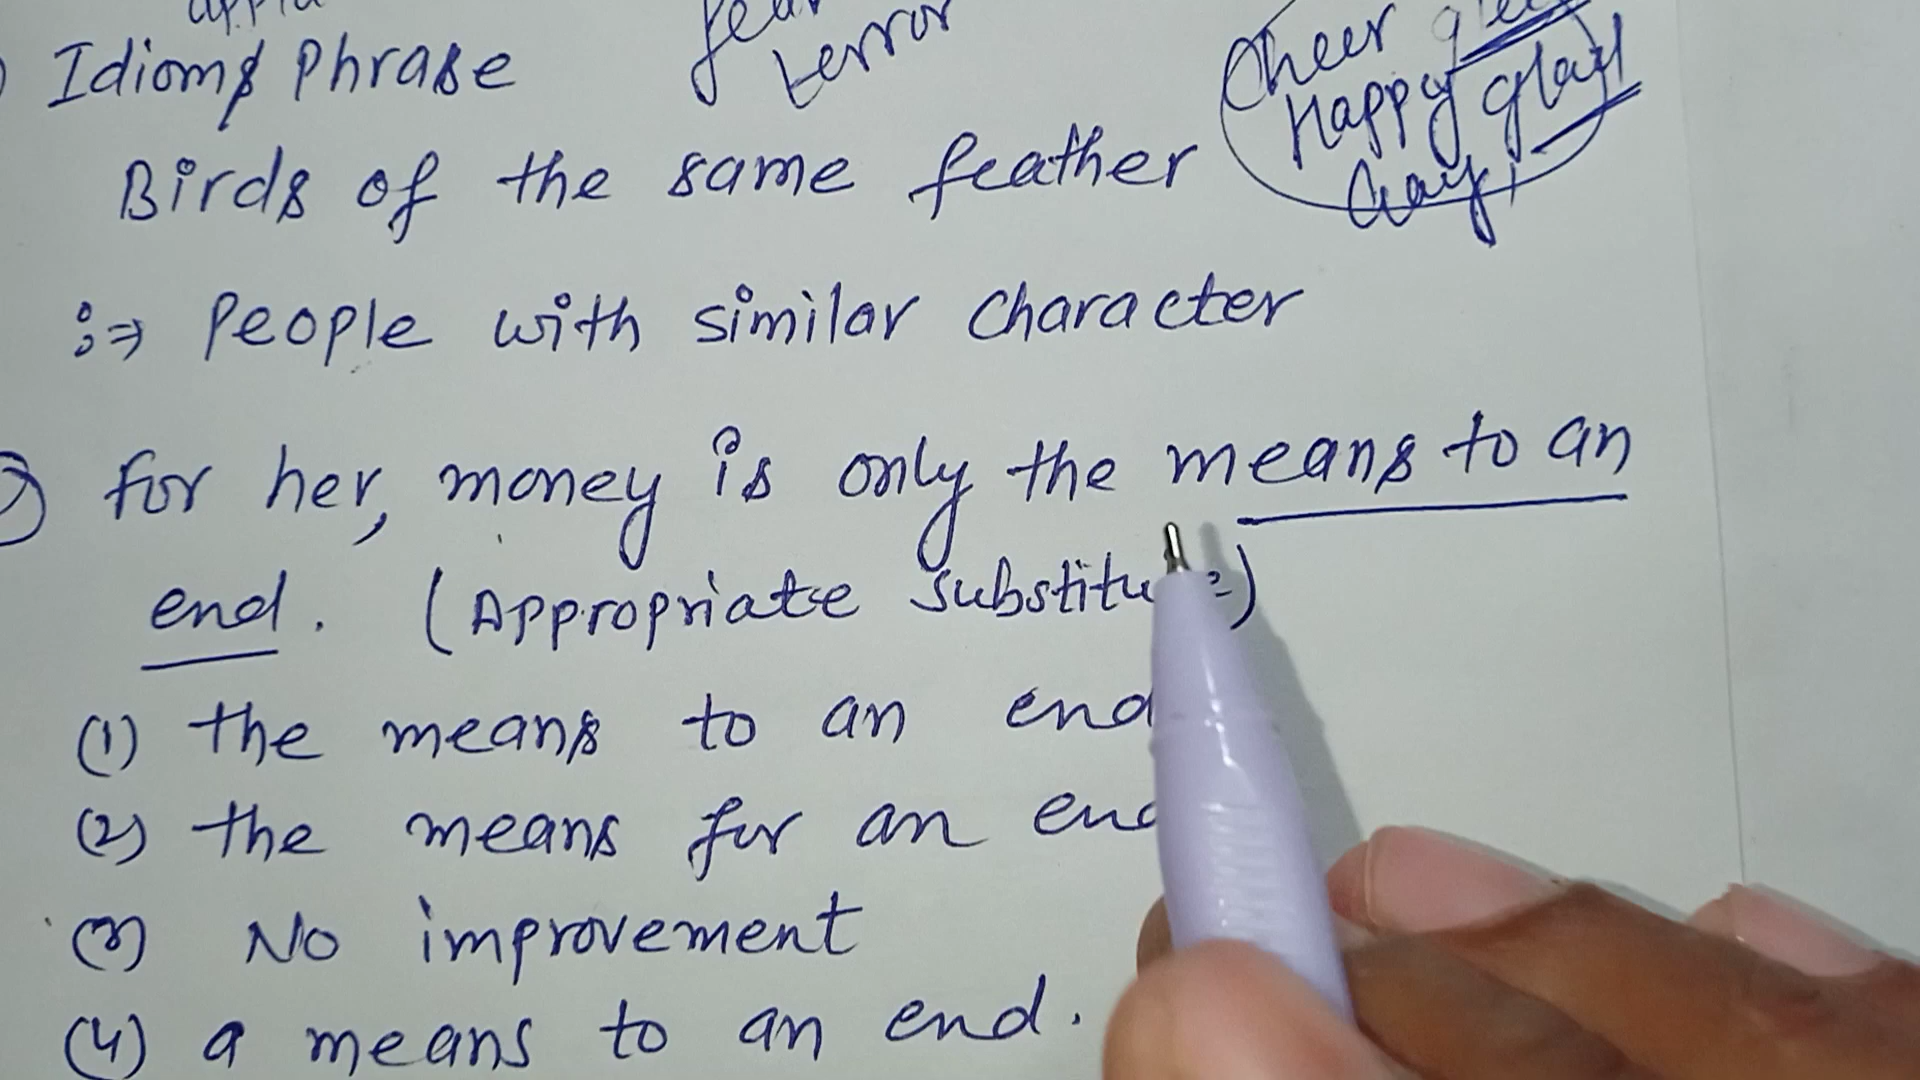 fear
terror
Cheer
Happy
Idioms Phrase
Birds of the same feather
:⇒ People with similar character
for her, money is only the means to an
end. (Appropriate
(1) the means to an end
(2) the means for an end
(3) No improvement
(4) a means to an end.